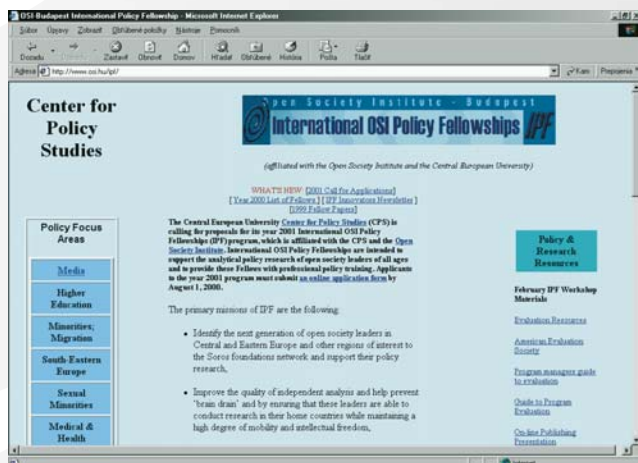 OSI-Budapest International Policy Fellowship - Microsoft Internet Explorer
Súbor Úpravy Zobraziť Obľúbené položky Nástroje Pomocník
Dozadu Zastaviť Obnoviť Domov Hľadať Obľúbené História Pošta Tlačiť
Adresa http://www.osi.hu/ipf/ Kam Prepojenia
Center for
Policy
Studies
Open Society Institute - Budapest
International OSI Policy Fellowships IPF
(affiliated with the Open Society Institute and the Central European University)
WHAT'S NEW: [2001 Call for Applications]
[Year 2000 List of Fellows ] [ IPF Innovators Newsletter ]
[1999 Fellow Papers]
Policy Focus
Areas
Media
Higher
Education
Minorities;
Migration
South-Eastern
Europe
Sexual
Minorities
Medical &
Health
The Central European University Center for Policy Studies (CPS) is
calling for proposals for its year 2001 International OSI Policy
Fellowships (IPF) program, which is affiliated with the CPS and the Open
Society Institute. International OSI Policy Fellowships are intended to
support the analytical policy research of open society leaders of all ages
and to provide these Fellows with professional policy training. Applicants
to the year 2001 program must submit an online application form by
August 1, 2000.
The primary missions of IPF are the following:
• Identify the next generation of open society leaders in
Central and Eastern Europe and other regions of interest to
the Soros foundations network and support their policy
research,
• Improve the quality of independent analysis and help prevent
'brain drain' and by ensuring that these leaders are able to
conduct research in their home countries while maintaining a
high degree of mobility and intellectual freedom,
Policy &
Research
Resources
February IPF Workshop
Materials
Evaluation Resources
American Evaluation
Society
Program managers guide
to evaluation
Guide to Program
Evaluation
On-line Publishing
Presentation
Internet